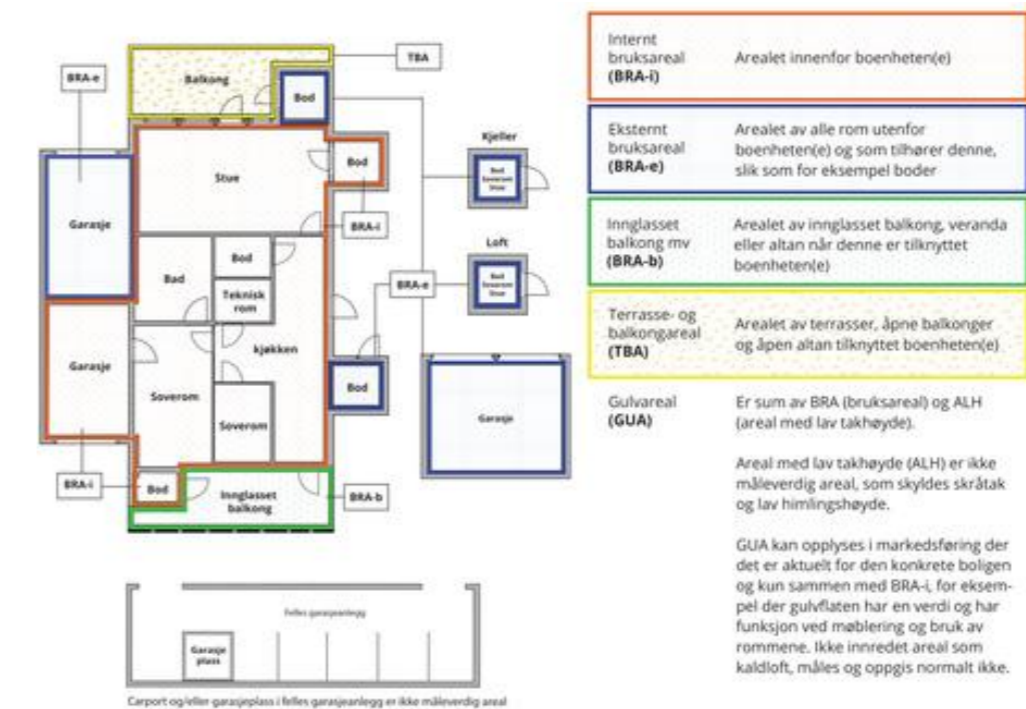 TBA
BRA-e
Balkong
Bod
Kjeller
Bod
Stue
Bod
Soverom
Stue
BRA-i
Garasje
Loft
Bod
Bad
BRA-e
Bod
Soverom
Stue
Teknisk
rom
kjøkken
Garasje
Bod
Soverom
Garasje
Soverom
BRA-i
Bod
Innglasset
balkong
BRA-b
Felles garasjeanlegg
Garasje
plass
Carport og/eller garasjeplass i felles garasjeanlegg er ikke måleverdig areal
Internt
bruksareal
(BRA-i)
Arealet innenfor boenheten(e)
Eksternt
bruksareal
(BRA-e)
Arealet av alle rom utenfor
boenheten(e) og som tilhører denne,
slik som for eksempel boder
Innglasset
balkong mv
(BRA-b)
Arealet av innglasset balkong, veranda
eller altan når denne er tilknyttet
boenheten(e)
Terrasse- og
balkongareal
(TBA)
Arealet av terrasser, åpne balkonger
og åpen altan tilknyttet boenheten(e)
Gulvareal
(GUA)
Er sum av BRA (bruksareal) og ALH
(areal med lav takhøyde).
Areal med lav takhøyde (ALH) er ikke
måleverdig areal, som skyldes skråtak
og lav himlingshøyde.
GUA kan opplyses i markedsføring der
det er aktuelt for den konkrete boligen
og kun sammen med BRA-i, for eksem-
pel der gulvflaten har en verdi og har
funksjon ved møblering og bruk av
rommene. Ikke innredet areal som
kaldloft, måles og oppgis normalt ikke.